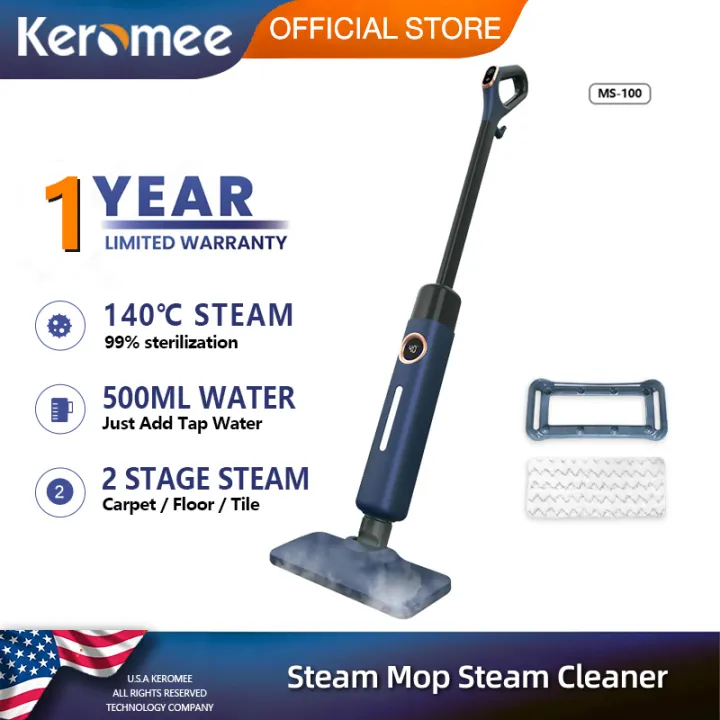 Keromee
OFFICIAL STORE
MS-100
1 YEAR
LIMITED WARRANTY
140℃ STEAM
99% sterilization
500ML WATER
Just Add Tap Water
2
2 STAGE STEAM
Carpet / Floor / Tile
U.S.A KEROMEE
ALL RIGHTS RESERVED
TECHNOLOGY COMPANY
Steam Mop Steam Cleaner